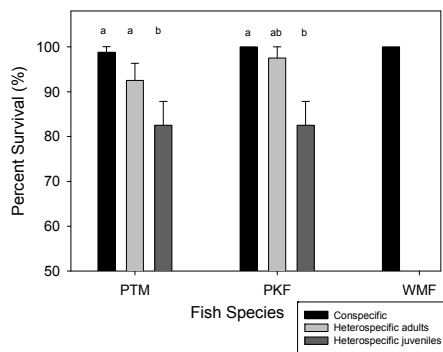 a a b a ab b
100
90
80
70
60
50
Percent Survival (%)
PTM PKF WMF
Fish Species
Conspecific
Heterospecific adults
Heterospecific juveniles